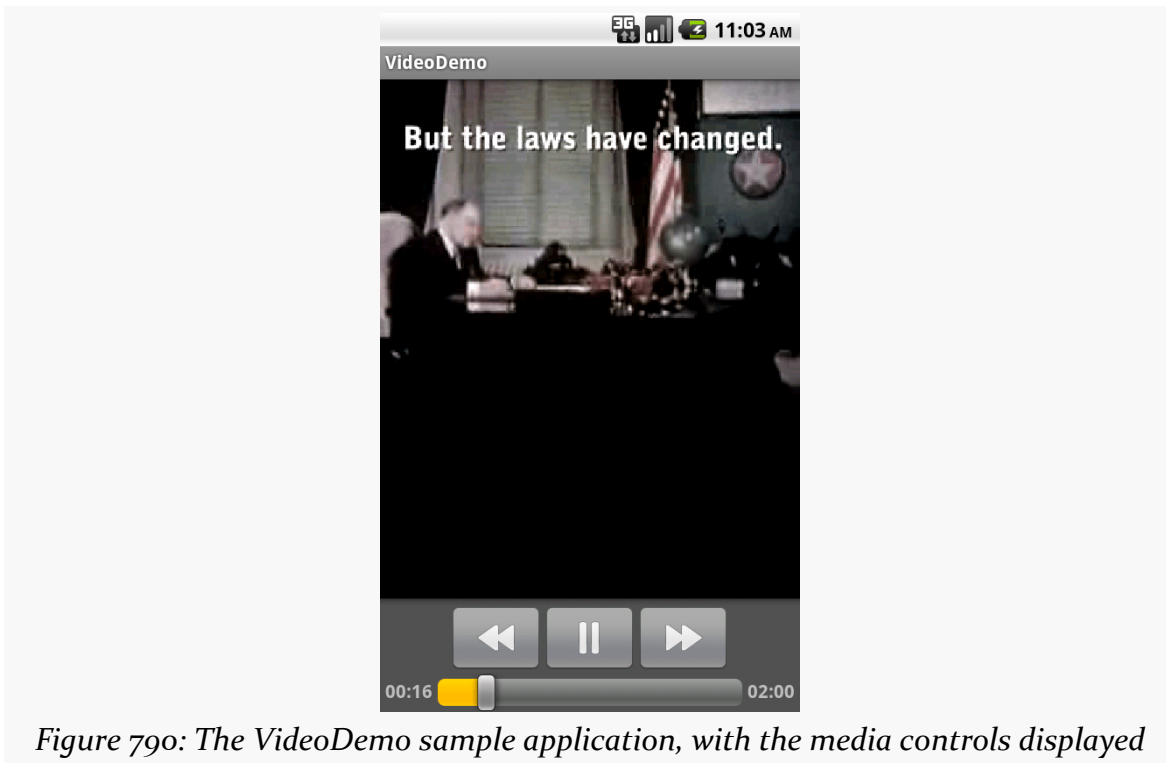 3G 11:03 AM
VideoDemo
But the laws have changed.
00:16 02:00
Figure 790: The VideoDemo sample application, with the media controls displayed